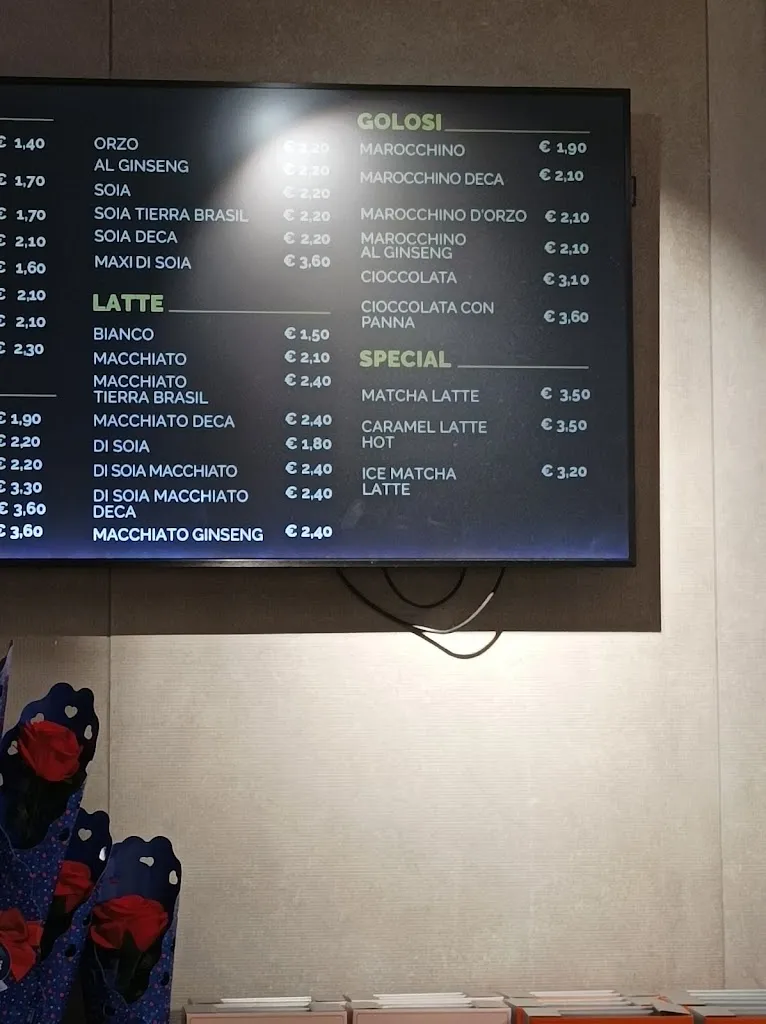 € 1,40
€ 1,70
€ 1,70
€ 2,10
€ 1,60
€ 2,10
€ 2,10
€ 2,30
€ 1,90
€ 2,20
€ 2,20
€ 3,30
€ 3,60
€ 3,60
ORZO € 2,20
AL GINSENG € 2,20
SOIA € 2,20
SOIA TIERRA BRASIL € 2,20
SOIA DECA € 2,20
MAXI DI SOIA € 3,60
LATTE
BIANCO € 1,50
MACCHIATO € 2,10
MACCHIATO € 2,40
TIERRA BRASIL
MACCHIATO DECA € 2,40
DI SOIA € 1,80
DI SOIA MACCHIATO € 2,40
DI SOIA MACCHIATO € 2,40
DECA
MACCHIATO GINSENG € 2,40
GOLOSI
MAROCCHINO € 1,90
MAROCCHINO DECA € 2,10
MAROCCHINO D'ORZO € 2,10
MAROCCHINO
AL GINSENG € 2,10
CIOCCOLATA € 3,10
CIOCCOLATA CON
PANNA € 3,60
SPECIAL
MATCHA LATTE € 3,50
CARAMEL LATTE € 3,50
HOT
ICE MATCHA € 3,20
LATTE